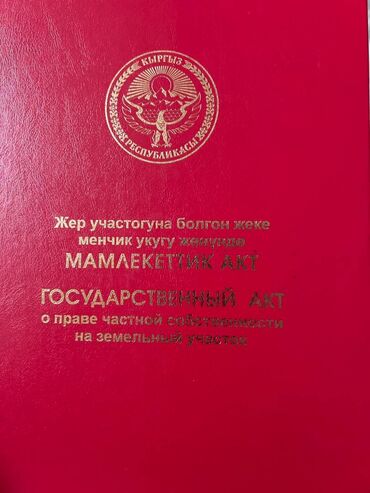 КЫРГЫЗ
РЕСПУБЛИКАСЫ
Жер участогуна болгон жеке
менчик укугу жөнүндө
МАМЛЕКЕТТИК АКТ
ГОСУДАРСТВЕННЫЙ АКТ
о праве частной собственности
на земельный участок